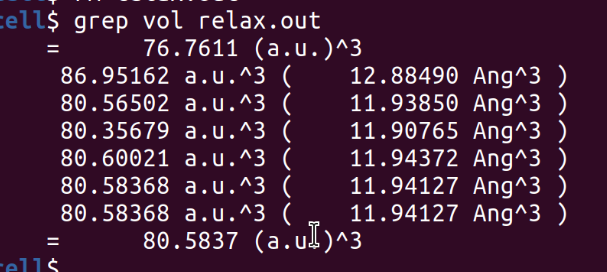 tell$ grep vol relax.out
= 76.7611 (a.u.)^3
86.95162 a.u.^3 ( 12.88490 Ang^3 )
80.56502 a.u.^3 ( 11.93850 Ang^3 )
80.35679 a.u.^3 ( 11.90765 Ang^3 )
80.60021 a.u.^3 ( 11.94372 Ang^3 )
80.58368 a.u.^3 ( 11.94127 Ang^3 )
80.58368 a.u.^3 ( 11.94127 Ang^3 )
= 80.5837 (a.u.)^3